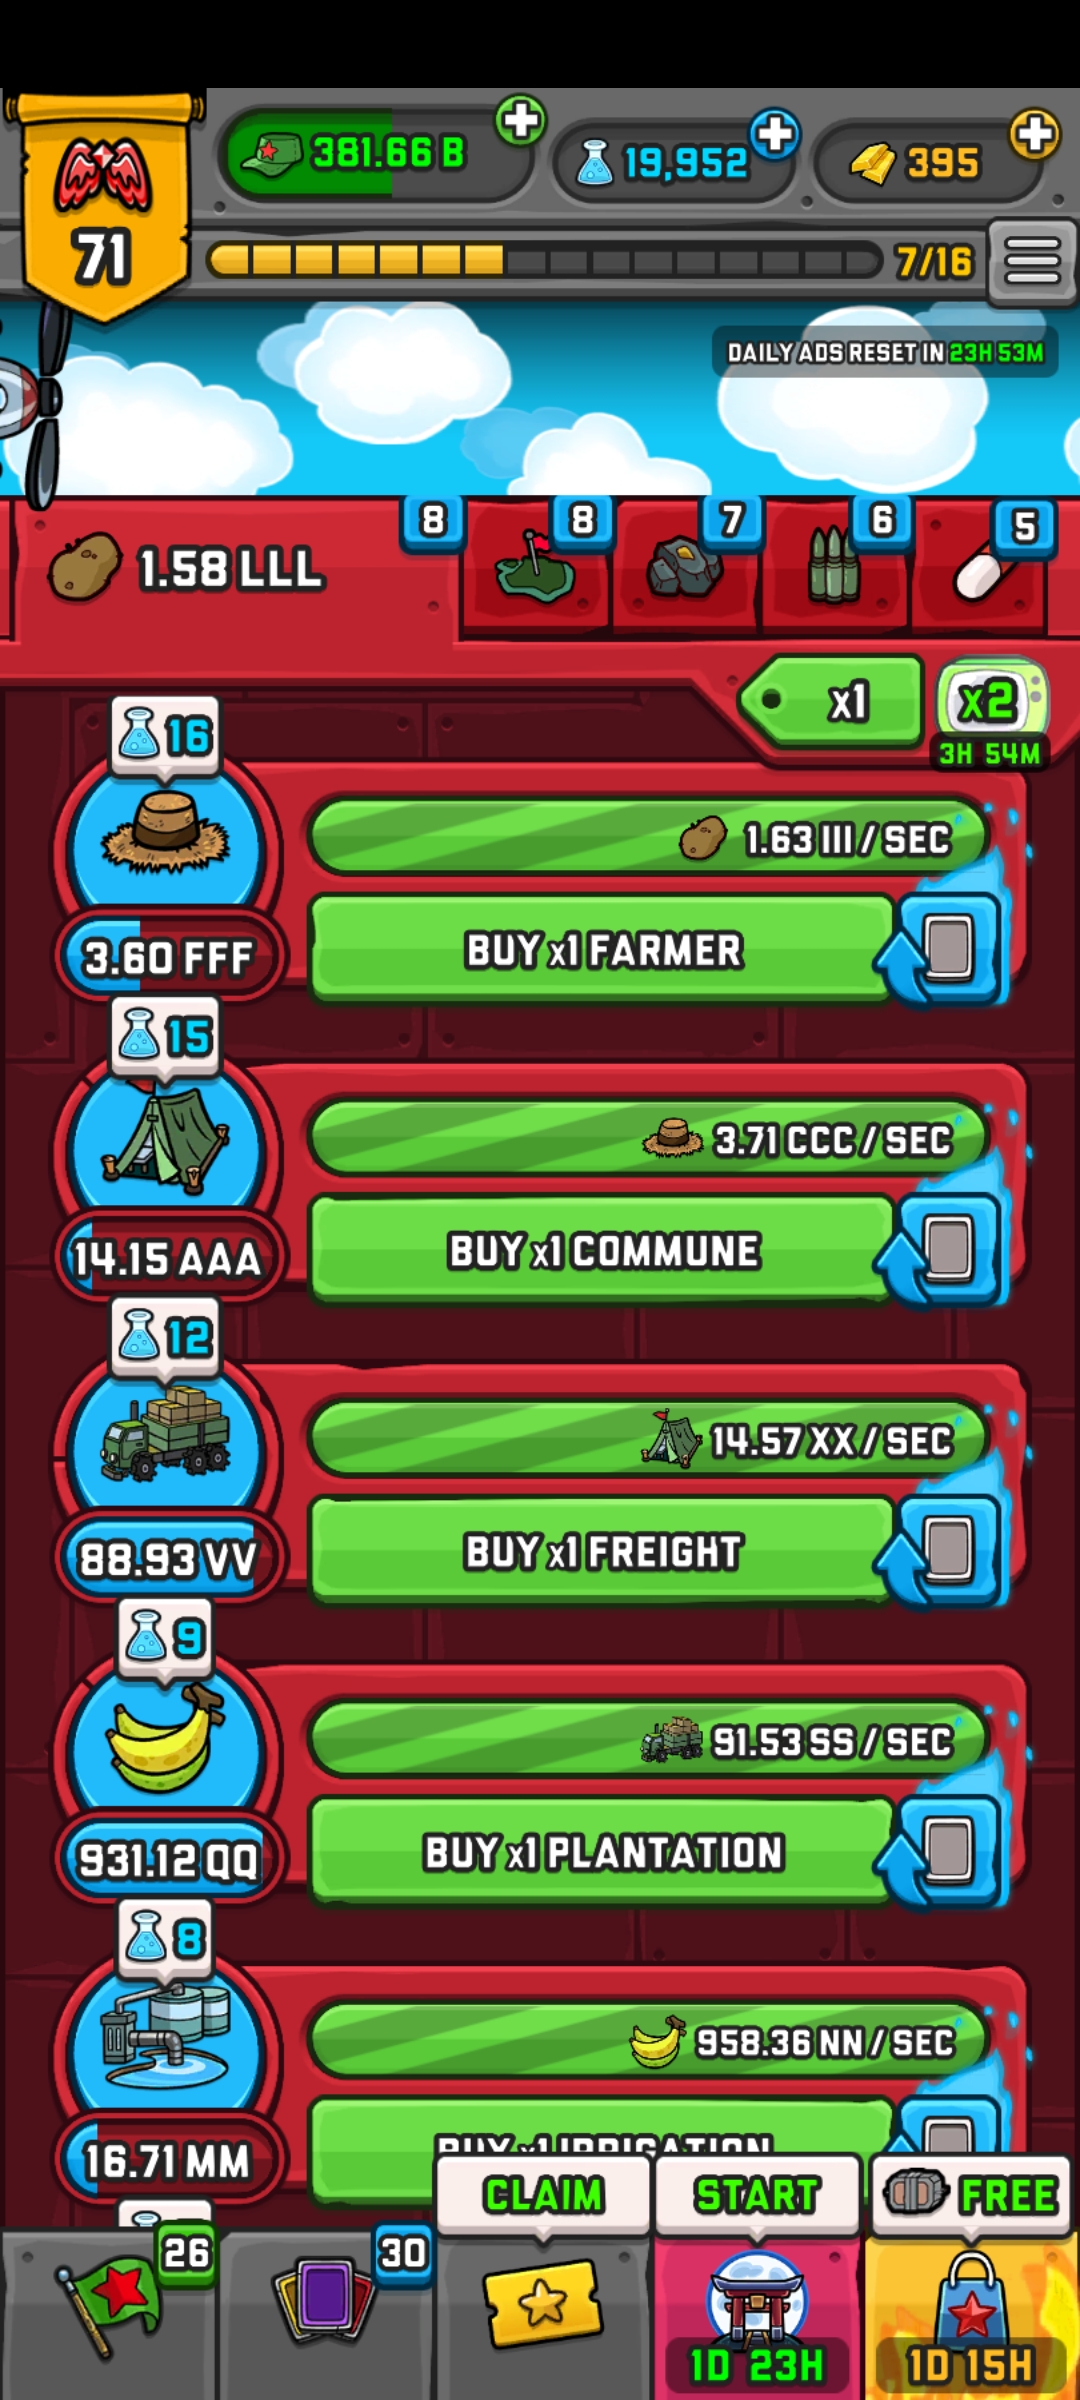 71
381.66 B
19,952
395
7/16
DAILY ADS RESET IN 23H 53M
1.58 LLL
8
8
7
6
5
x1
x2
3H 54M
16
1.63 III / SEC
3.60 FFF
BUY x1 FARMER
15
3.71 CCC / SEC
14.15 AAA
BUY x1 COMMUNE
12
14.57 XX / SEC
88.93 VV
BUY x1 FREIGHT
9
91.53 SS / SEC
931.12 QQ
BUY x1 PLANTATION
8
958.36 NN / SEC
16.71 MM
BUY x1 IRRIGATION
CLAIM
START
FREE
26
30
1D 23H
1D 15H